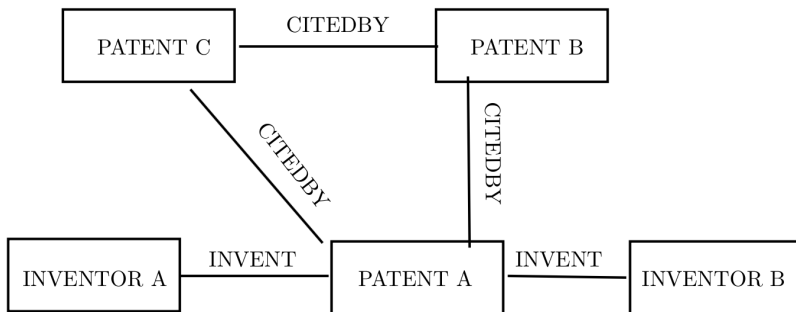 CITEDBY
PATENT C
PATENT B
CITEDBY
CITEDBY
INVENT
INVENT
INVENTOR A
PATENT A
INVENTOR B